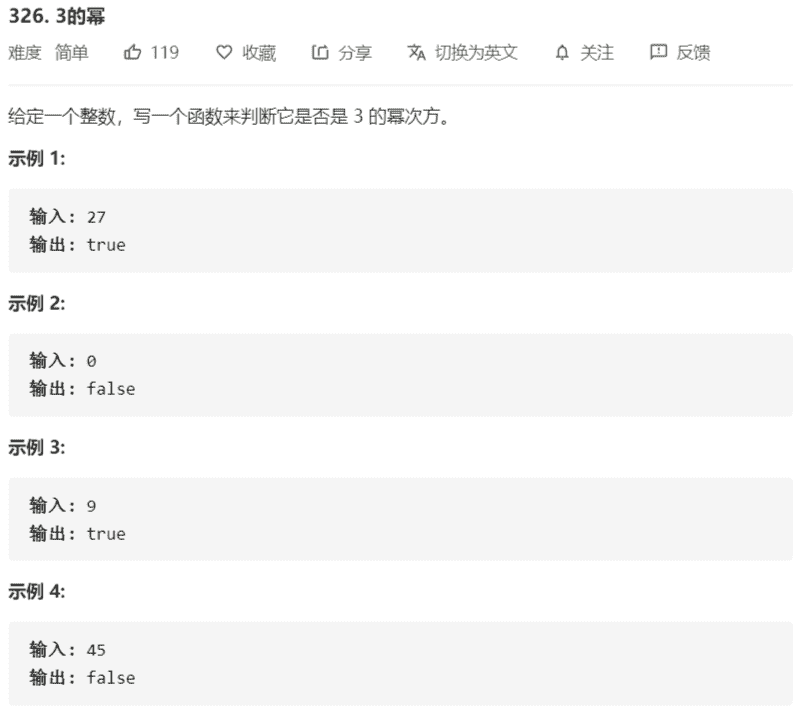 326. 3的幂
难度 简单 119 收藏 分享 切换为英文 关注 反馈
给定一个整数，写一个函数来判断它是否是 3 的幂次方。
示例 1:
输入: 27
输出: true
示例 2:
输入: 0
输出: false
示例 3:
输入: 9
输出: true
示例 4:
输入: 45
输出: false